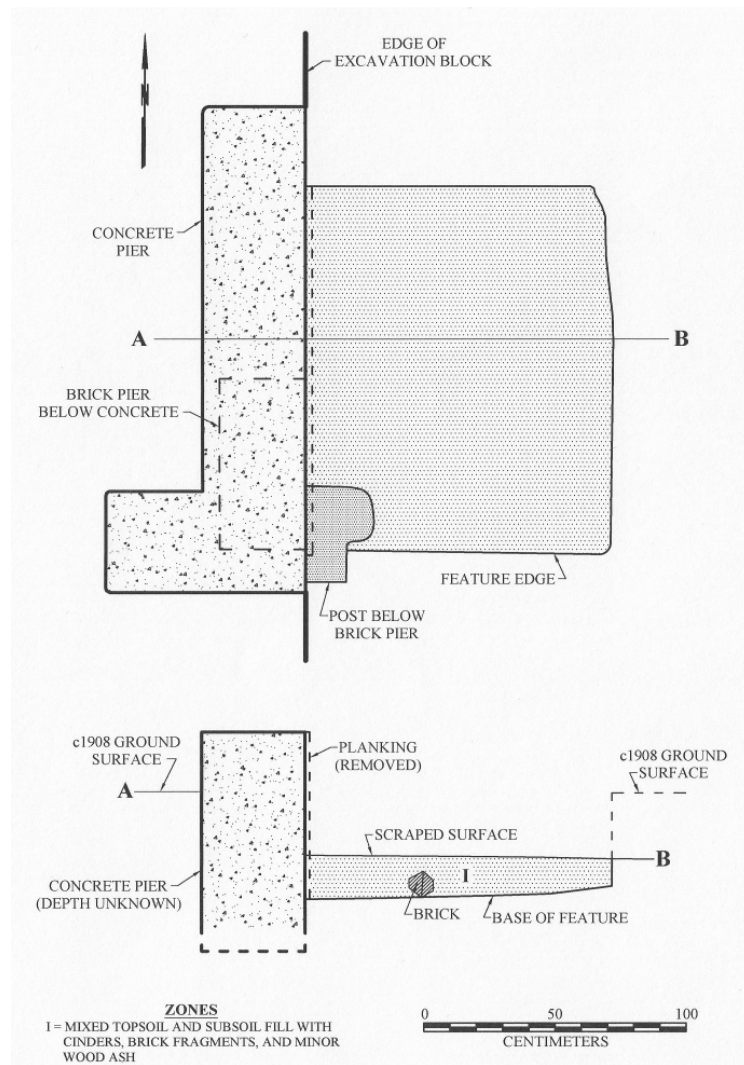 EDGE OF
EXCAVATION BLOCK
N
CONCRETE
PIER
A
B
BRICK PIER
BELOW CONCRETE
FEATURE EDGE
POST BELOW
BRICK PIER
c1908 GROUND
SURFACE
A
PLANKING
(REMOVED)
c1908 GROUND
SURFACE
SCRAPED SURFACE
B
I
CONCRETE PIER
(DEPTH UNKNOWN)
BRICK
BASE OF FEATURE
ZONES
I = MIXED TOPSOIL AND SUBSOIL FILL WITH
CINDERS, BRICK FRAGMENTS, AND MINOR
WOOD ASH
0 50 100
CENTIMETERS